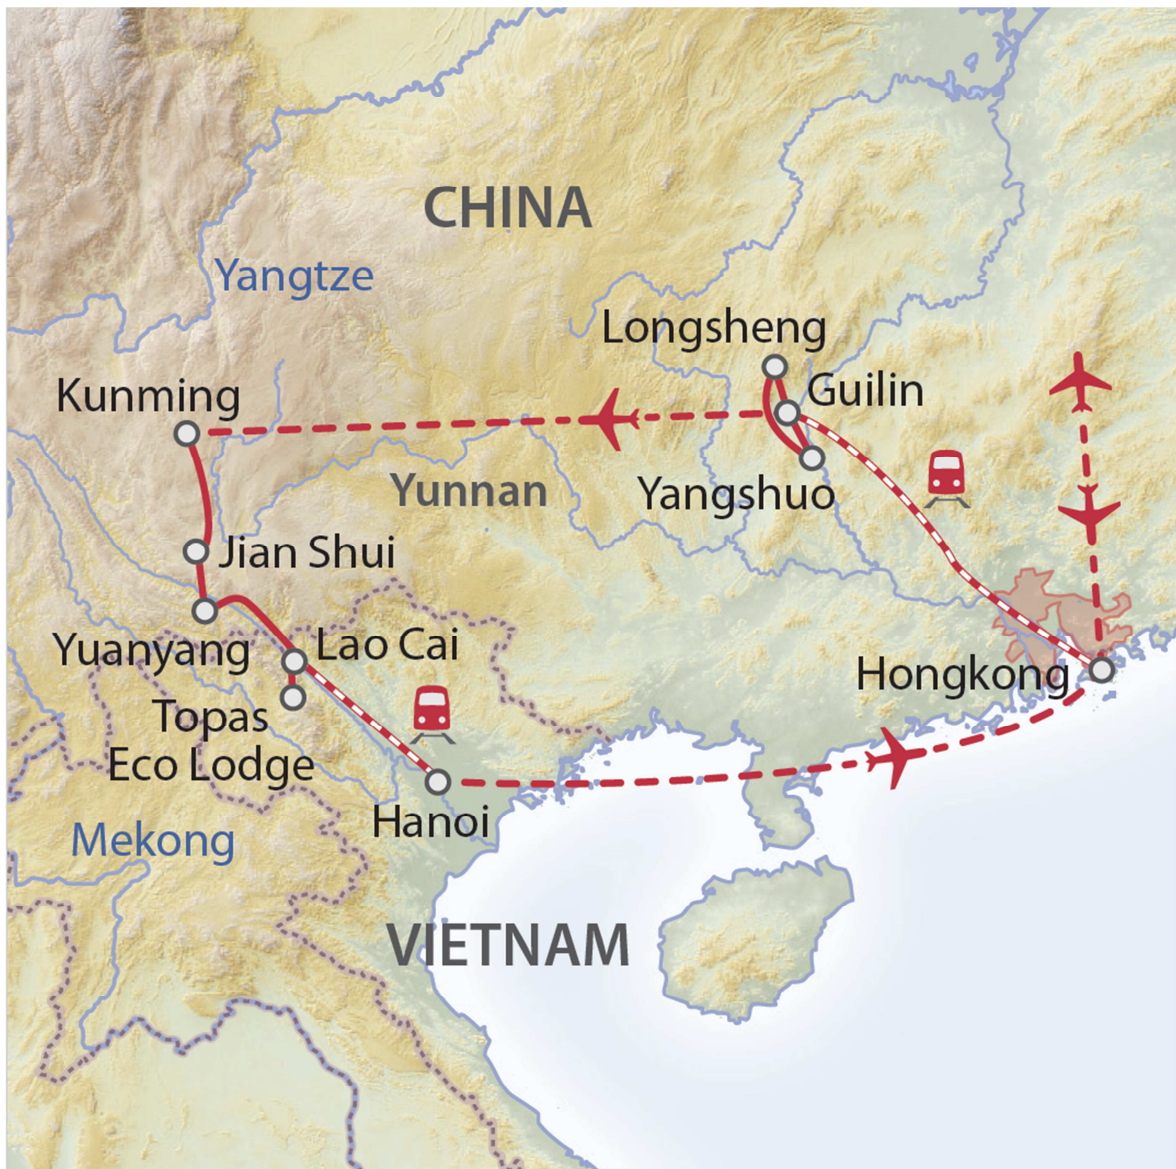 CHINA
Yangtze
Longsheng
Kunming
Guilin
Yunnan
Yangshuo
Jian Shui
Yuanyang
Lao Cai
Hongkong
Topas
Eco Lodge
Hanoi
Mekong
VIETNAM